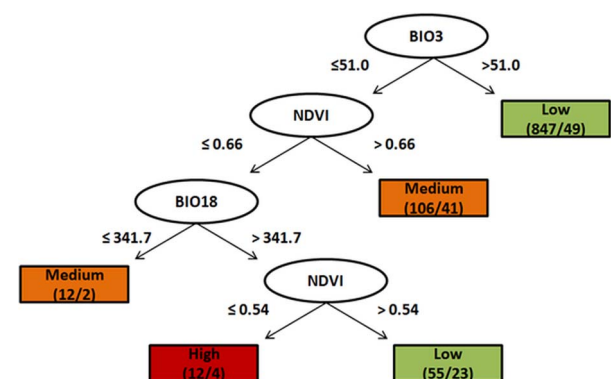 BIO3
≤51.0
>51.0
NDVI
Low
(847/49)
≤ 0.66
> 0.66
BIO18
Medium
(106/41)
≤ 341.7
> 341.7
Medium
(12/2)
NDVI
≤ 0.54
> 0.54
High
(12/4)
Low
(55/23)